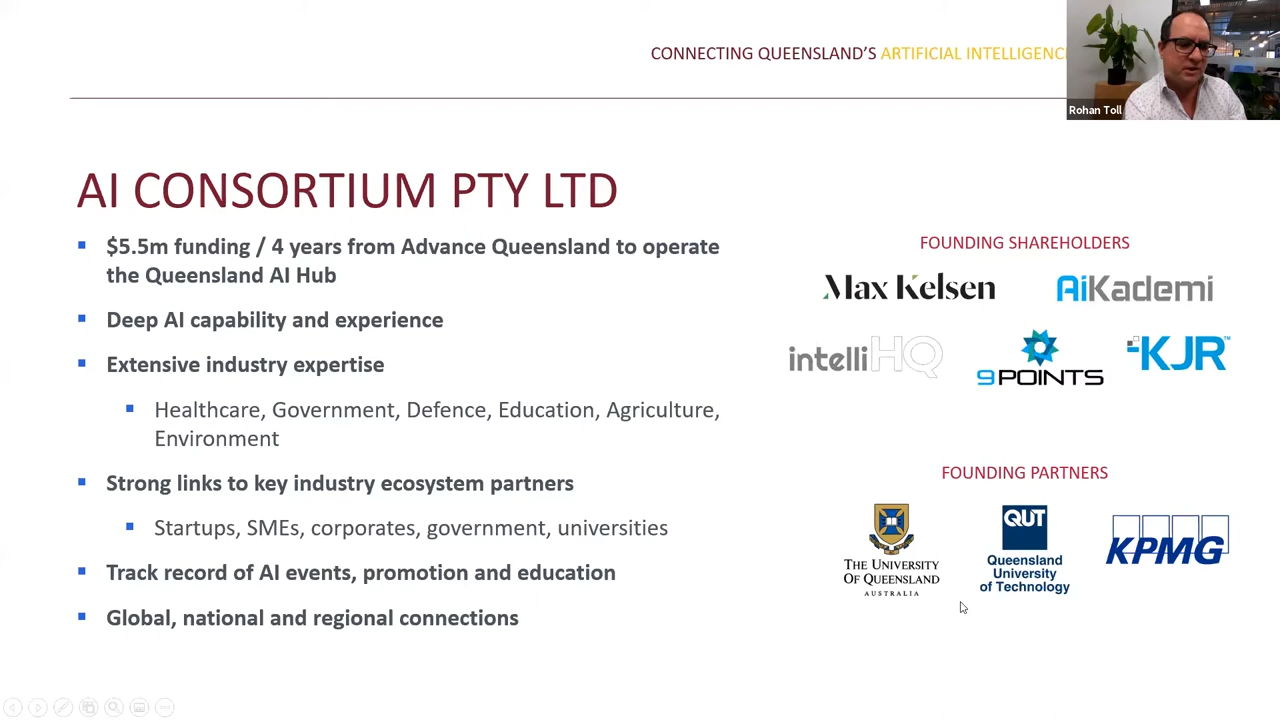 CONNECTING QUEENSLAND'S ARTIFICIAL INTELLIGENC
Rohan Toll
AI CONSORTIUM PTY LTD
$5.5m funding / 4 years from Advance Queensland to operate
the Queensland AI Hub
Deep AI capability and experience
Extensive industry expertise
Healthcare, Government, Defence, Education, Agriculture,
Environment
Strong links to key industry ecosystem partners
Startups, SMEs, corporates, government, universities
Track record of AI events, promotion and education
Global, national and regional connections
FOUNDING SHAREHOLDERS
Max Kelsen
AiKademi
intelliHQ
9POINTS
KJR™
FOUNDING PARTNERS
THE UNIVERSITY
OF QUEENSLAND
AUSTRALIA
QUT
Queensland
University
of Technology
KPMG